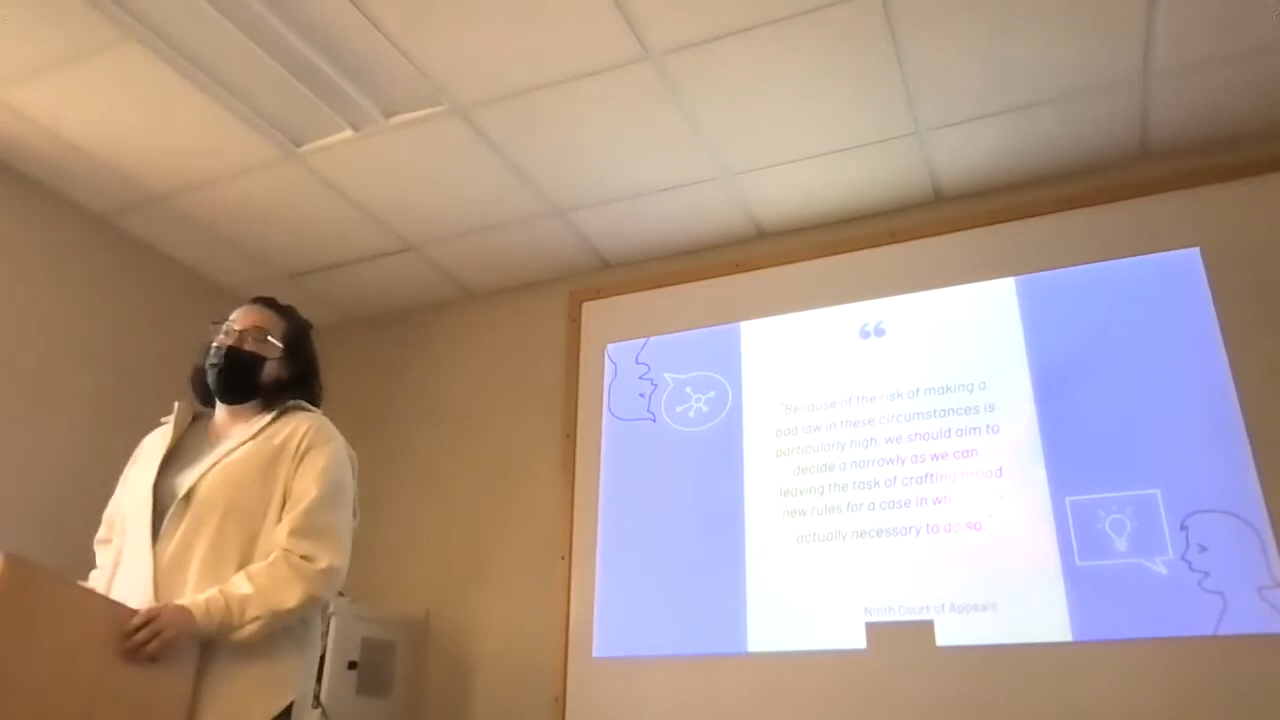 “
"Because of the risk of making a
bad law in these circumstances is
particularly high, we should aim to
decide a narrowly as we can
leaving the task of crafting broad
new rules for a case in
actually necessary to do so."
Ninth Court of Appeals